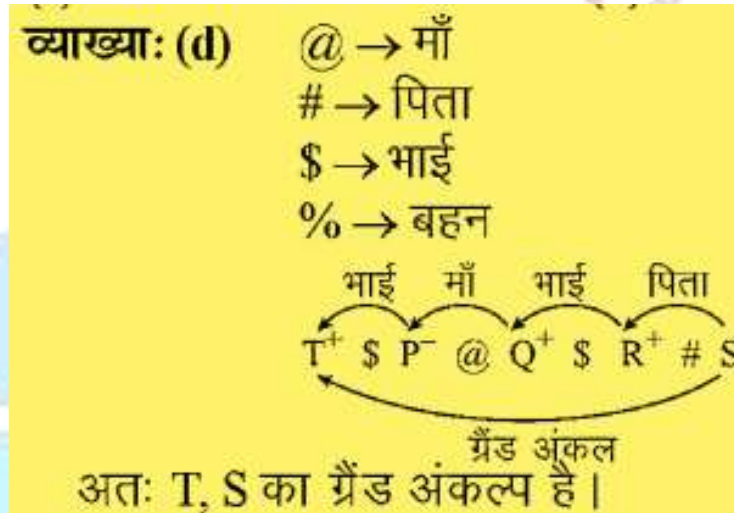 व्याख्याः (d) @ → माँ
# → पिता
$ → भाई
% → बहन
भाई माँ भाई पिता
T⁺ $ P⁻ @ Q⁺ $ R⁺ # S
ग्रैंड अंकल
अतः T, S का ग्रैंड अंकल्प है।